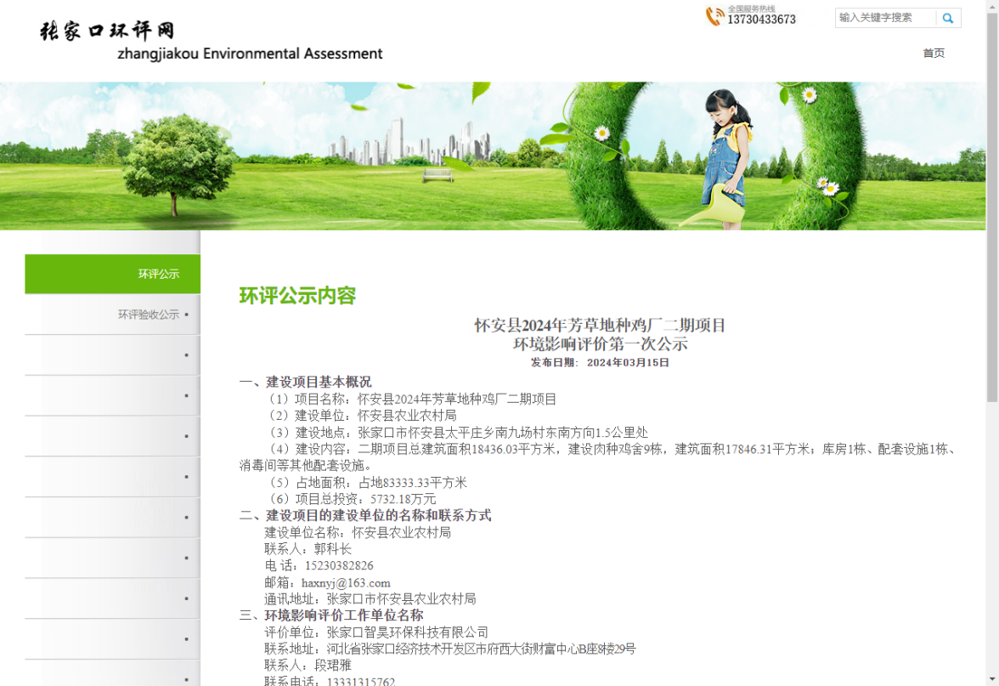 张家口环评网
zhangjiakou Environmental Assessment
全国服务热线
13730433673
输入关键字搜索
首页
环评公示
环评验收公示
环评公示内容
怀安县2024年芳草地种鸡厂二期项目
环境影响评价第一次公示
发布日期: 2024年03月15日
一、建设项目基本概况
（1）项目名称：怀安县2024年芳草地种鸡厂二期项目
（2）建设单位：怀安县农业农村局
（3）建设地点：张家口市怀安县太平庄乡南九场村东南方向1.5公里处
（4）建设内容：二期项目总建筑面积18436.03平方米，建设肉种鸡舍9栋，建筑面积17846.31平方米；库房1栋、配套设施1栋、
消毒间等其他配套设施。
（5）占地面积：占地83333.33平方米
（6）项目总投资：5732.18万元
二、建设项目的建设单位的名称和联系方式
建设单位名称：怀安县农业农村局
联系人：郭科长
电 话：15230382826
邮箱：haxnyj@163.com
通讯地址：张家口市怀安县农业农村局
三、环境影响评价工作单位名称
评价单位：张家口智昊环保科技有限公司
联系地址：河北省张家口经济技术开发区市府西大街财富中心B座8楼29号
联系人：段珺雅
联系电话：13331315762